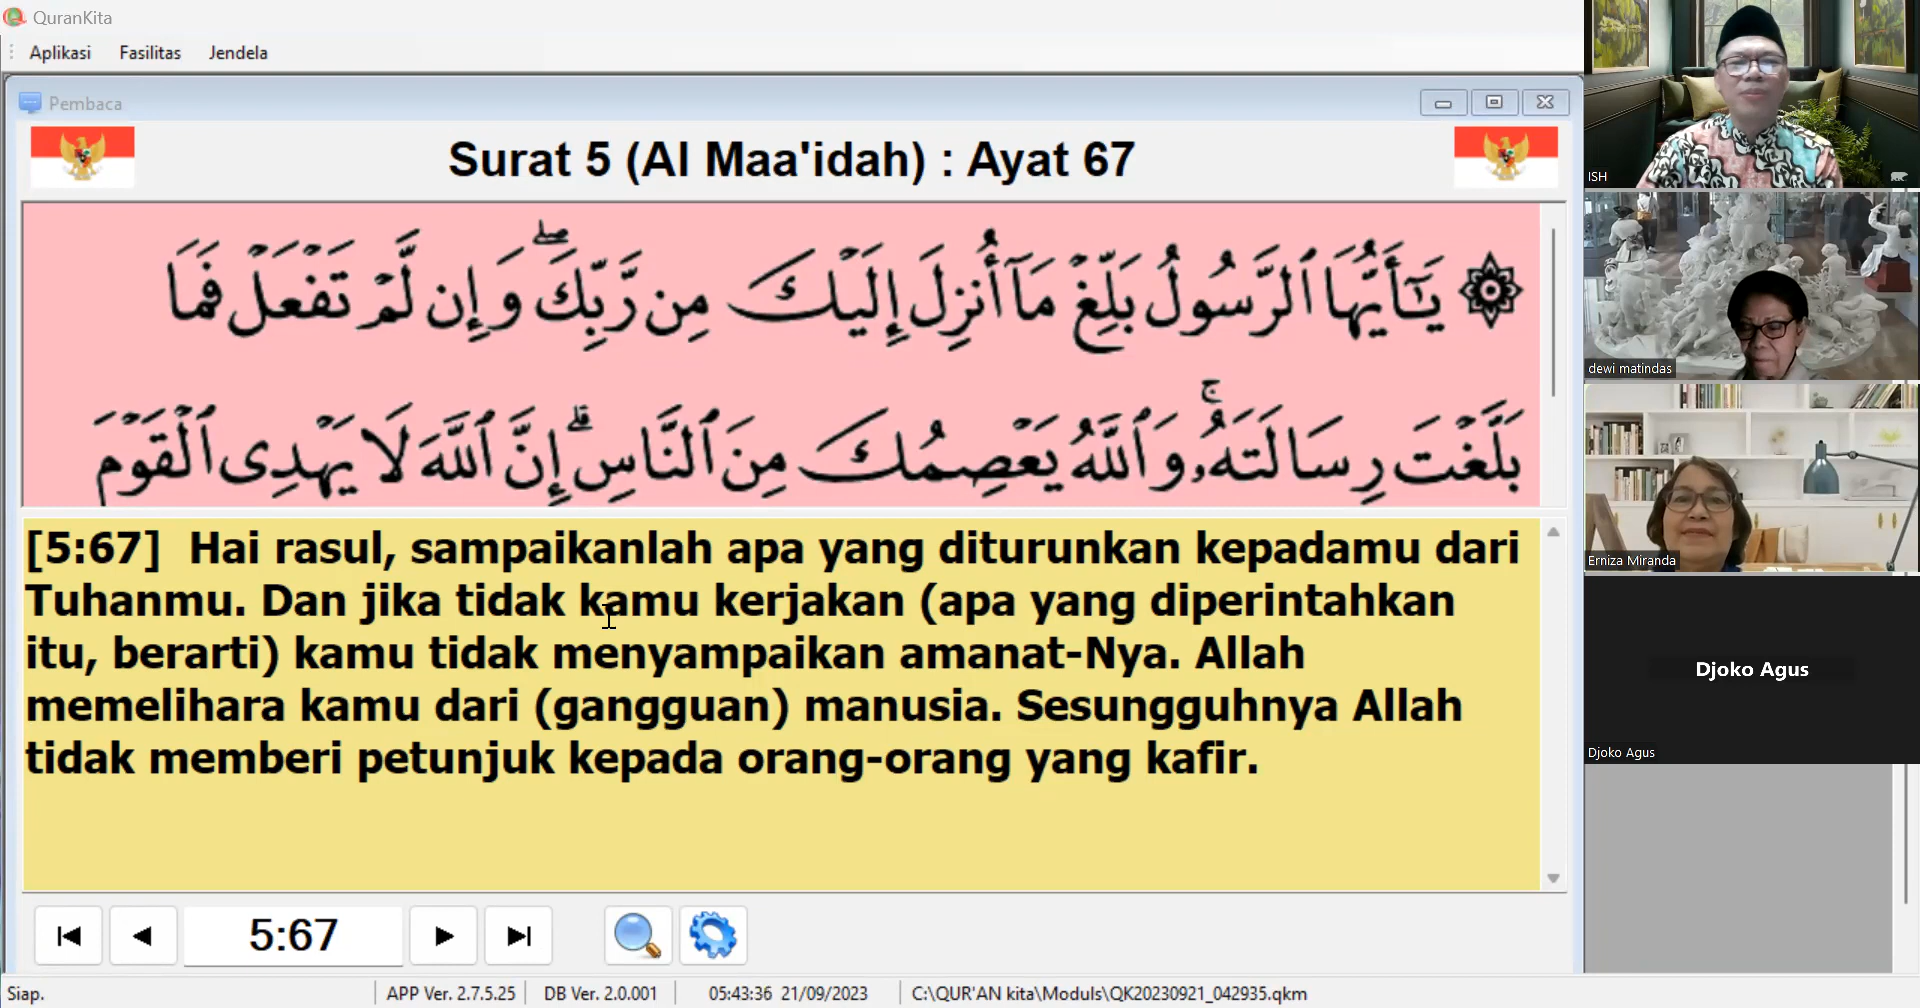 QuranKita
Aplikasi Fasilitas Jendela
Pembaca
Surat 5 (Al Maa'idah) : Ayat 67
۞ يَـٰٓأَيُّهَا ٱلرَّسُولُ بَلِّغْ مَآ أُنزِلَ إِلَيْكَ مِن رَّبِّكَ ۖ وَإِن لَّمْ تَفْعَلْ فَمَا
بَلَّغْتَ رِسَالَتَهُۥ ۚ وَٱللَّهُ يَعْصِمُكَ مِنَ ٱلنَّاسِ ۗ إِنَّ ٱللَّهَ لَا يَهْدِى ٱلْقَوْمَ
[5:67] Hai rasul, sampaikanlah apa yang diturunkan kepadamu dari
Tuhanmu. Dan jika tidak kamu kerjakan (apa yang diperintahkan
itu, berarti) kamu tidak menyampaikan amanat-Nya. Allah
memelihara kamu dari (gangguan) manusia. Sesungguhnya Allah
tidak memberi petunjuk kepada orang-orang yang kafir.
5:67
Siap. APP Ver. 2.7.5.25 DB Ver. 2.0.001 05:43:36 21/09/2023 C:\QUR'AN kita\Moduls\QK20230921_042935.qkm
ISH
dewi matindas
Erniza Miranda
Djoko Agus
Djoko Agus